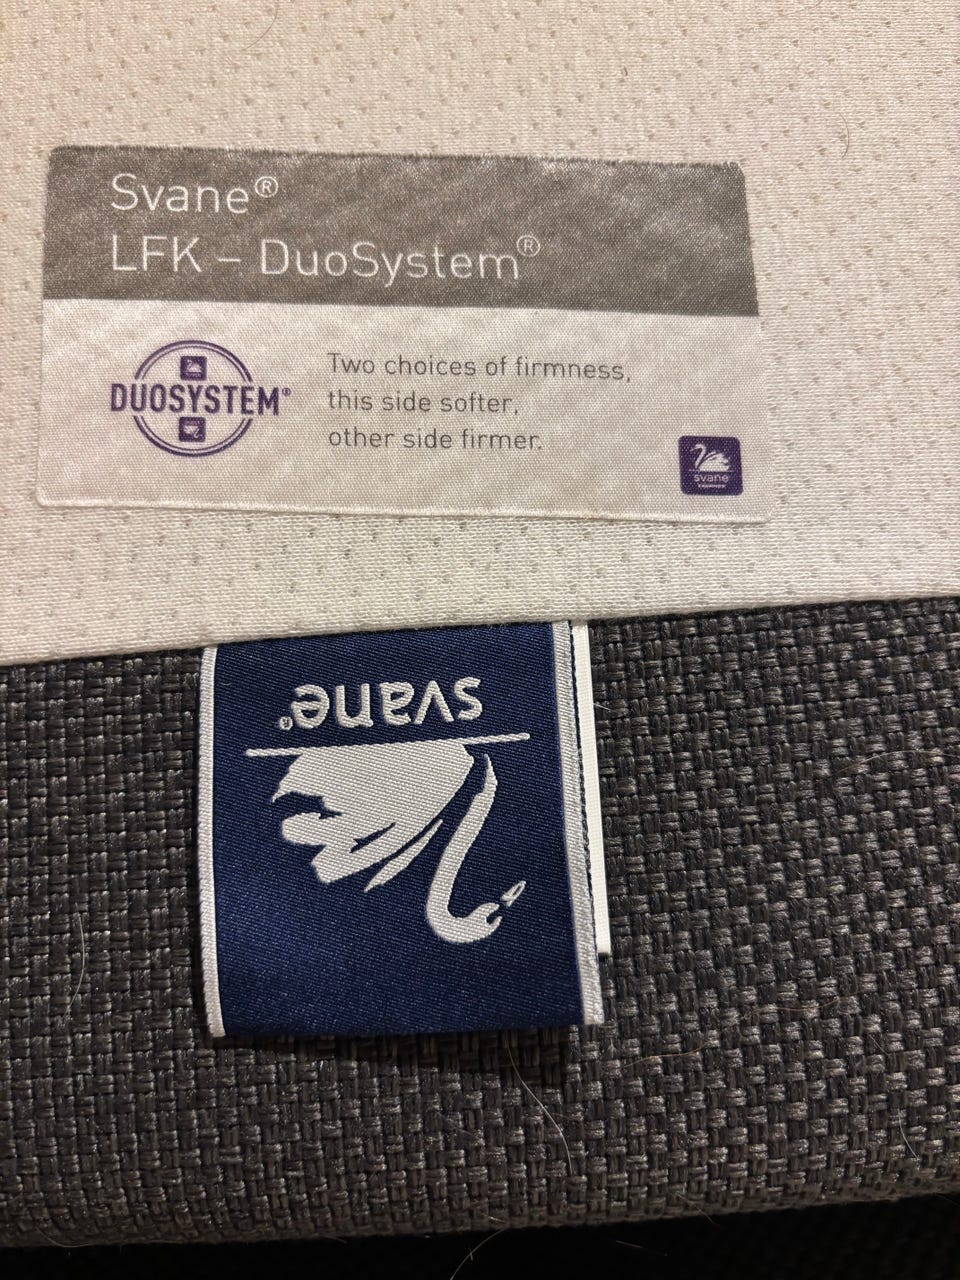 Svane®
LFK – DuoSystem®
DUOSYSTEM®
Two choices of firmness,
this side softer,
other side firmer.
svane
svane®